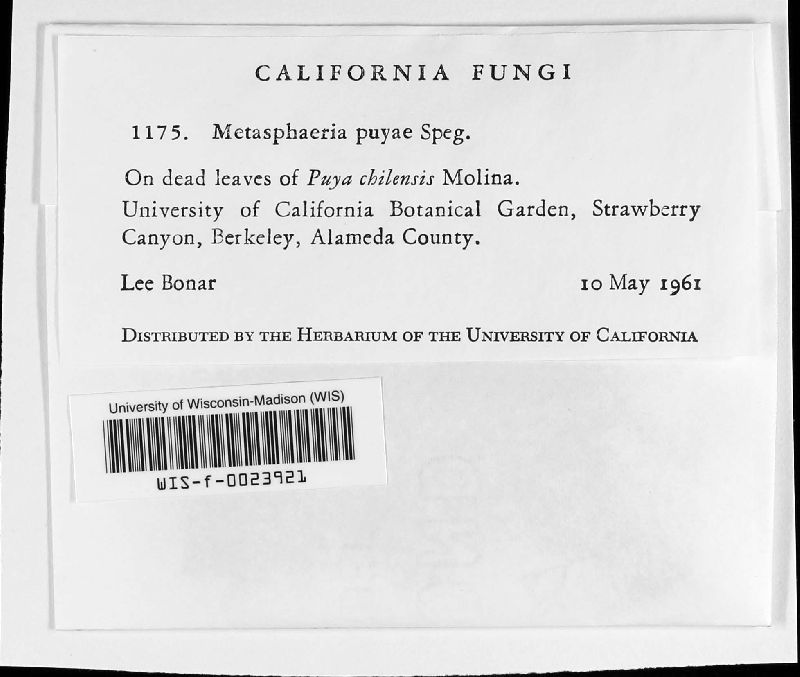 CALIFORNIA FUNGI
1175. Metasphaeria puyae Speg.
On dead leaves of Puya chilensis Molina.
University of California Botanical Garden, Strawberry
Canyon, Berkeley, Alameda County.
Lee Bonar 10 May 1961
DISTRIBUTED BY THE HERBARIUM OF THE UNIVERSITY OF CALIFORNIA
University of Wisconsin-Madison (WIS)
WIS-f-0023921